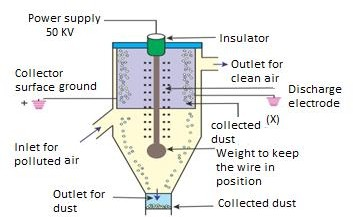 Power supply
50 KV
Insulator
Outlet for
clean air
Collector
surface ground
+
Discharge
electrode
(X)
collected
dust
Inlet for
polluted air
Weight to keep
the wire in
position
Outlet for
dust
Collected dust